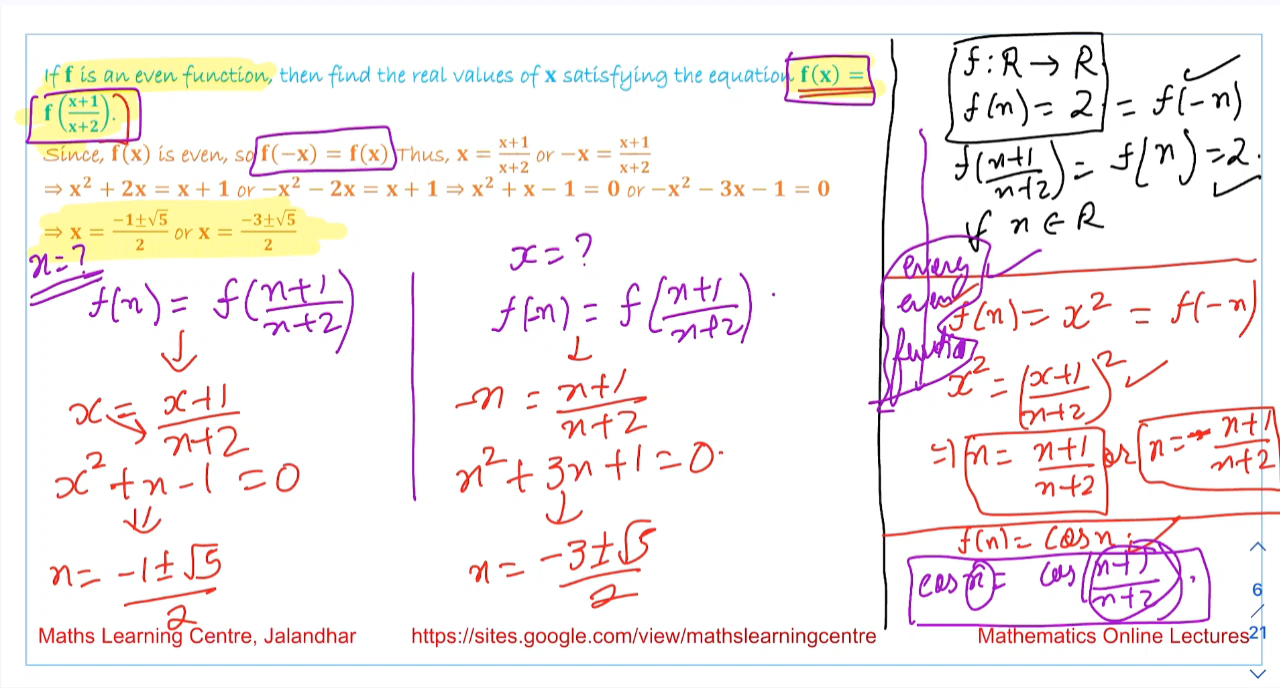 If f is an even function, then find the real values of x satisfying the equation f(x) =
f((x+1)/(x+2)).
Since, f(x) is even, so f(−x) = f(x) Thus, x = (x+1)/(x+2) or −x = (x+1)/(x+2)
⇒ x² + 2x = x + 1 or −x² − 2x = x + 1 ⇒ x² + x − 1 = 0 or −x² − 3x − 1 = 0
⇒ x = (−1±√5)/2 or x = (−3±√5)/2
x = ?
f(x) = f((x+1)/(x+2))
↓
x = (x+1)/(x+2)
x² + x − 1 = 0
⇓
x = (−1±√5)/2
x = ?
f(−x) = f((x+1)/(x+2)).
↓
−x = (x+1)/(x+2)
x² + 3x + 1 = 0.
↓
x = (−3±√5)/2
f : R → R
f(x) = 2 = f(−x)
f((x+1)/(x+2)) = f(x) = 2.
if x ∈ R
every
even
function
f(x) = x² = f(−x)
x² = ((x+1)/(x+2))²
⇒ x = (x+1)/(x+2) or x = − (x+1)/(x+2)
f(x) = cos x.
cos x = cos((x+1)/(x+2)).
Maths Learning Centre, Jalandhar
https://sites.google.com/view/mathslearningcentre
Mathematics Online Lectures
6
/
21